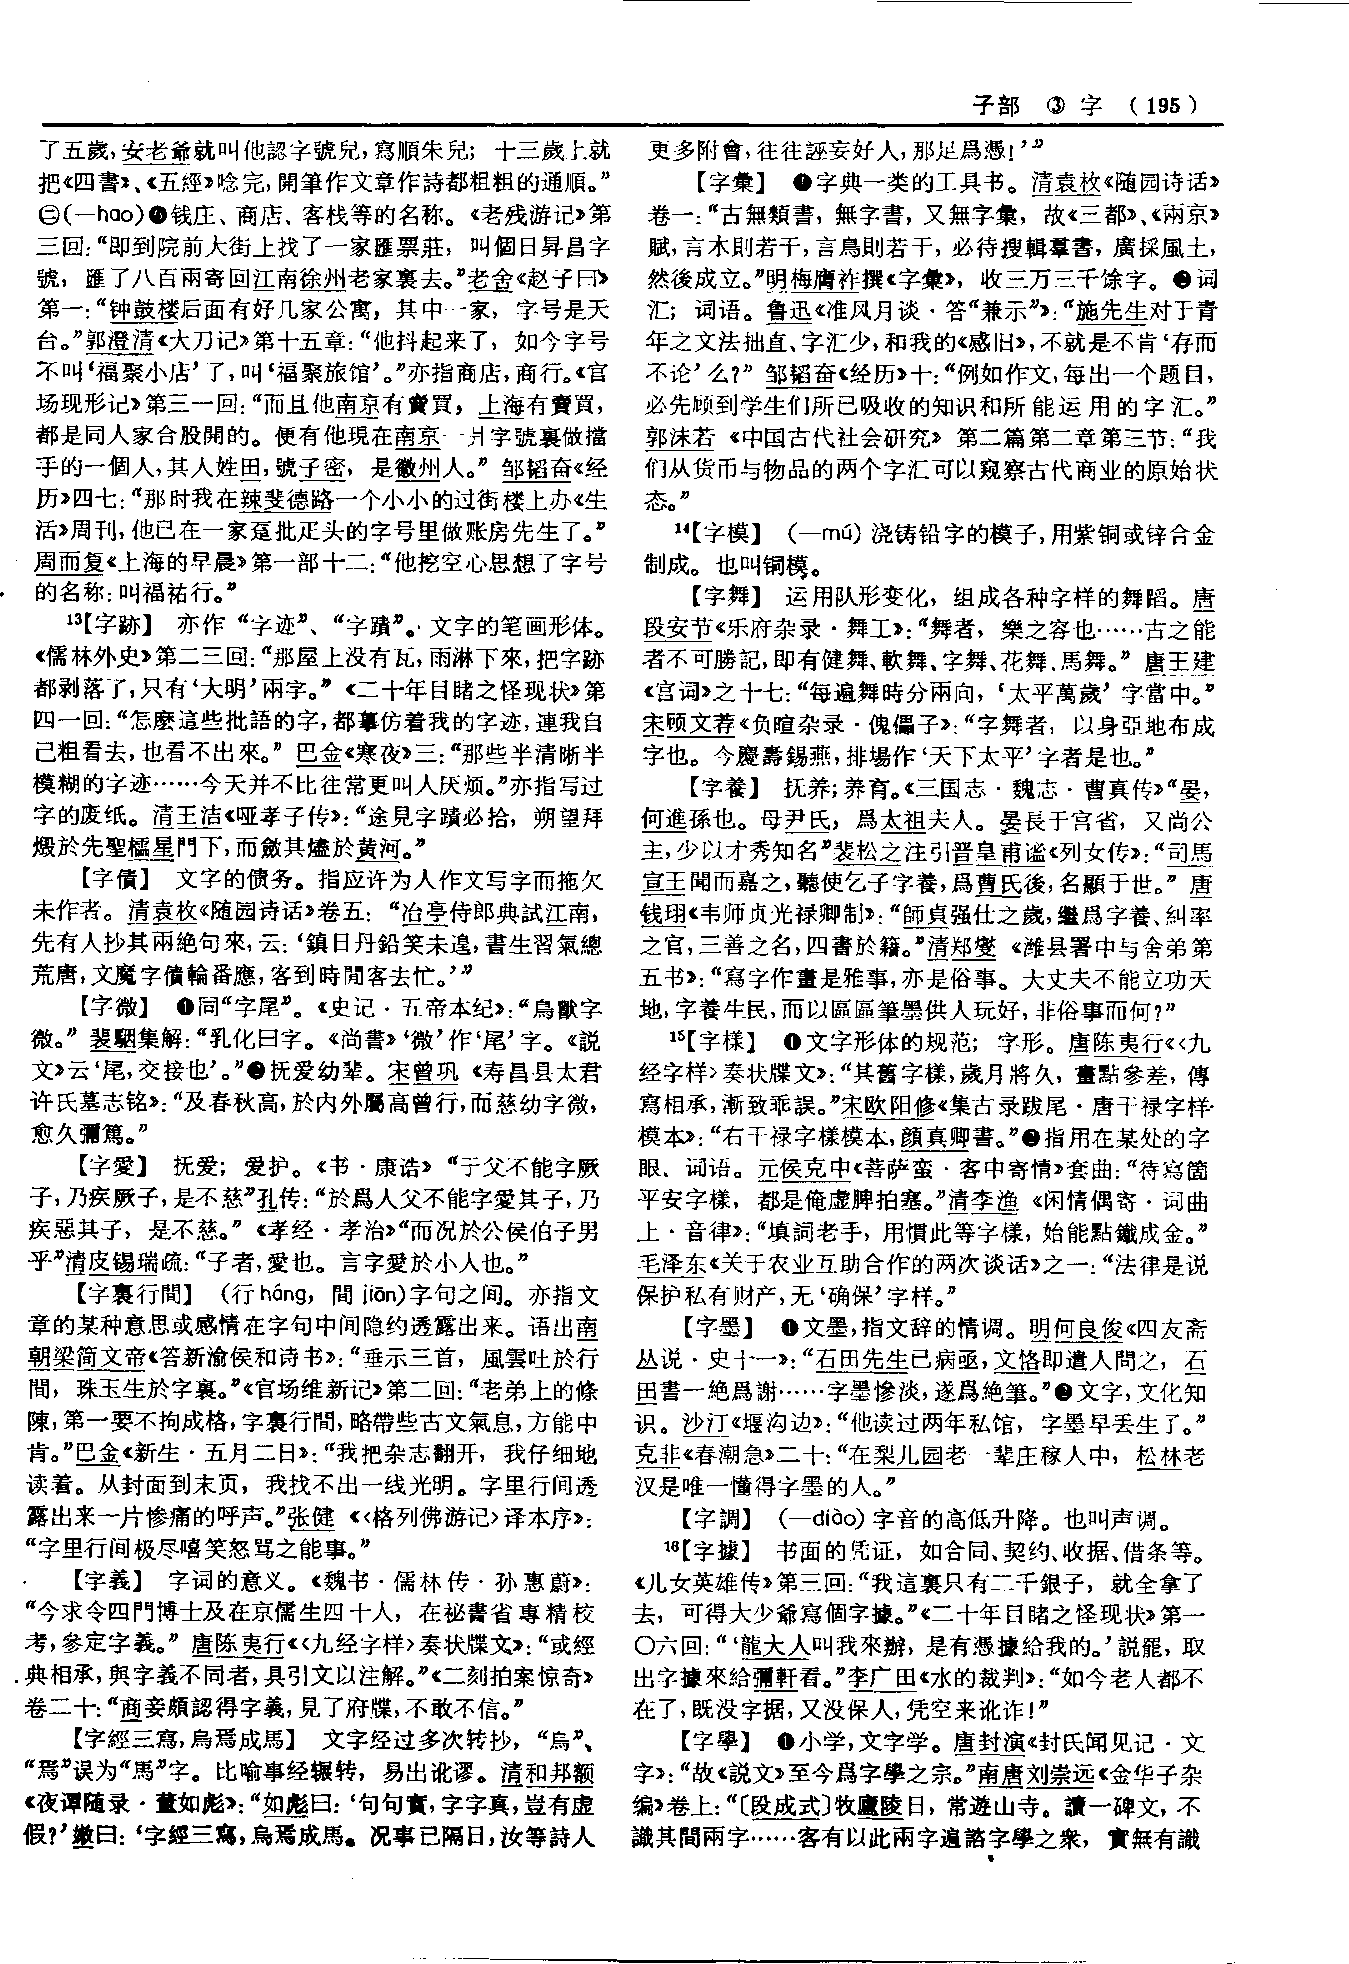 子部 ③ 字 (195)
了五歲，安老爺就叫他認字號兒，寫順朱兒；十三歲上就
把《四書》、《五經》唸完，開筆作文章作詩都粗粗的通順。”
㊁(—hao)❶钱庄、商店、客栈等的名称。《老残游记》第
三回：“即到院前大街上找了一家匯票莊，叫個日昇昌字
號，匯了八百兩寄回江南徐州老家裏去。”老舍《赵子曰》
第一：“钟鼓楼后面有好几家公寓，其中一家，字号是天
台。”郭澄清《大刀记》第十五章：“他抖起来了，如今字号
不叫‘福聚小店’了，叫‘福聚旅馆’。”亦指商店，商行。《官
场现形记》第三一回：“而且他南京有賣買，上海有賣買，
都是同人家合股開的。便有他現在南京一爿字號裏做擋
手的一個人，其人姓田，號子密，是徽州人。” 邹韬奋《经
历》四七：“那时我在辣斐德路一个小小的过街楼上办《生
活》周刊，他已在一家趸批疋头的字号里做账房先生了。”
周而复《上海的早晨》第一部十二：“他挖空心思想了字号
的名称：叫福祐行。”
13【字跡】 亦作“字迹”、“字蹟”。文字的笔画形体。
《儒林外史》第二三回：“那屋上没有瓦，雨淋下來，把字跡
都剥落了，只有‘大明’兩字。”《二十年目睹之怪现状》第
四一回：“怎麽這些批語的字，都摹仿着我的字迹，連我自
己粗看去，也看不出來。” 巴金《寒夜》三：“那些半清晰半
模糊的字迹……今天并不比往常更叫人厌烦。”亦指写过
字的废纸。清王洁《哑孝子传》：“途見字蹟必拾，朔望拜
燬於先聖櫺星門下，而斂其燼於黄河。”
【字債】 文字的债务。指应许为人作文写字而拖欠
未作者。清袁枚《随园诗话》卷五：“冶亭侍郎典試江南，
先有人抄其兩絶句來，云：‘鎮日丹鉛笑未遑，書生習氣總
荒唐，文魔字債輪番應，客到時閒客去忙。’”
【字微】 ❶同“字尾”。《史记·五帝本纪》：“鳥獸字
微。” 裴駰集解：“乳化曰字。《尚書》‘微’作‘尾’字。《説
文》云‘尾，交接也’。”❷抚爱幼辈。宋曾巩《寿昌县太君
许氏墓志铭》：“及春秋高，於内外屬高曾行，而慈幼字微，
愈久彌篤。”
【字愛】 抚爱；爱护。《书·康诰》“于父不能字厥
子，乃疾厥子，是不慈”孔传：“於爲人父不能字愛其子，乃
疾惡其子，是不慈。”《孝经·孝治》“而况於公侯伯子男
乎”清皮锡瑞疏：“子者，愛也。言字愛於小人也。”
【字裏行間】 (行háng，間jiān)字句之间。亦指文
章的某种意思或感情在字句中间隐约透露出来。语出南
朝梁简文帝《答新渝侯和诗书》：“垂示三首，風雲吐於行
間，珠玉生於字裏。”《官场维新记》第二回：“老弟上的條
陳，第一要不拘成格，字裏行間，略帶些古文氣息，方能中
肯。”巴金《新生·五月二日》：“我把杂志翻开，我仔细地
读着。从封面到末页，我找不出一线光明。字里行间透
露出来一片惨痛的呼声。”张健《〈格列佛游记〉译本序》：
“字里行间极尽嘻笑怒骂之能事。”
【字義】 字词的意义。《魏书·儒林传·孙惠蔚》：
“今求令四門博士及在京儒生四十人，在祕書省專精校
考，參定字義。” 唐陈夷行《〈九经字样〉奏状牒文》：“或經
典相承，與字義不同者，具引文以注解。”《二刻拍案惊奇》
卷二十：“商妾頗認得字義，見了府牒，不敢不信。”
【字經三寫，烏焉成馬】 文字经过多次转抄，“烏”、
“焉”误为“馬”字。比喻事经辗转，易出讹谬。清和邦额
《夜谭随录·董如彪》：“如彪曰：‘句句實，字字真，豈有虚
假？’嫩曰：‘字經三寫，烏焉成馬。况事已隔日，汝等詩人
更多附會，往往誣妄好人，那足爲憑！’”
【字彙】 ❶字典一类的工具书。清袁枚《随园诗话》
卷一：“古無類書，無字書，又無字彙，故《三都》、《兩京》
賦，言木則若干，言鳥則若干，必待搜輯羣書，廣採風土，
然後成立。”明梅膺祚撰《字彙》，收三万三千馀字。❷词
汇；词语。鲁迅《准风月谈·答“兼示”》：“施先生对于青
年之文法拙直、字汇少，和我的《感旧》，不就是不肯‘存而
不论’么？” 邹韬奋《经历》十：“例如作文，每出一个题目，
必先顾到学生们所已吸收的知识和所能运用的字汇。”
郭沫若《中国古代社会研究》第二篇第二章第三节：“我
们从货币与物品的两个字汇可以窥察古代商业的原始状
态。”
14【字模】 (—mú) 浇铸铅字的模子，用紫铜或锌合金
制成。也叫铜模。
【字舞】 运用队形变化，组成各种字样的舞蹈。唐
段安节《乐府杂录·舞工》：“舞者，樂之容也……古之能
者不可勝記，即有健舞、軟舞、字舞、花舞、馬舞。” 唐王建
《宫词》之十七：“每遍舞時分兩向，‘太平萬歲’字當中。”
宋顾文荐《负暄杂录·傀儡子》：“字舞者，以身亞地布成
字也。今慶壽錫燕，排場作‘天下太平’字者是也。”
【字養】 抚养；养育。《三国志·魏志·曹真传》“晏，
何進孫也。母尹氏，爲太祖夫人。晏長于宫省，又尚公
主，少以才秀知名”裴松之注引晋皇甫谧《列女传》：“司馬
宣王聞而嘉之，聽使乞子字養，爲曹氏後，名顯于世。” 唐
钱珝《韦师贞光禄卿制》：“師貞强仕之歲，繼爲字養、糾率
之官，三善之名，四書於籍。”清郑燮《潍县署中与舍弟第
五书》：“寫字作畫是雅事，亦是俗事。大丈夫不能立功天
地，字養生民，而以區區筆墨供人玩好，非俗事而何？”
15【字樣】 ❶文字形体的规范；字形。唐陈夷行《〈九
经字样〉奏状牒文》：“其舊字樣，歲月將久，畫點參差，傳
寫相承，漸致乖誤。”宋欧阳修《集古录跋尾·唐干禄字样
模本》：“右干禄字樣模本，顔真卿書。”❷指用在某处的字
眼、词语。元侯克中《菩萨蛮·客中寄情》套曲：“待寫箇
平安字樣，都是俺虚脾拍塞。”清李渔《闲情偶寄·词曲
上·音律》：“填詞老手，用慣此等字樣，始能點鐵成金。”
毛泽东《关于农业互助合作的两次谈话》之一：“法律是说
保护私有财产，无‘确保’字样。”
【字墨】 ❶文墨，指文辞的情调。明何良俊《四友斋
丛说·史十一》：“石田先生已病亟，文恪即遣人問之，石
田書一絶爲謝……字墨慘淡，遂爲絶筆。”❷文字，文化知
识。沙汀《堰沟边》：“他读过两年私馆，字墨早丢生了。”
克非《春潮急》二十：“在梨儿园老一辈庄稼人中，松林老
汉是唯一懂得字墨的人。”
【字調】 (—diào) 字音的高低升降。也叫声调。
16【字據】 书面的凭证，如合同、契约、收据、借条等。
《儿女英雄传》第三回：“我這裏只有二千銀子，就全拿了
去，可得大少爺寫個字據。”《二十年目睹之怪现状》第一
〇六回：“‘龍大人叫我來辦，是有憑據給我的。’説罷，取
出字據來給彌軒看。”李广田《水的裁判》：“如今老人都不
在了，既没字据，又没保人，凭空来讹诈！”
【字學】 ❶小学，文字学。唐封演《封氏闻见记·文
字》：“故《説文》至今爲字學之宗。”南唐刘崇远《金华子杂
编》卷上：“〔段成式〕牧廬陵日，常遊山寺。讀一碑文，不
識其間兩字……客有以此兩字遍諮字學之衆，實無有識